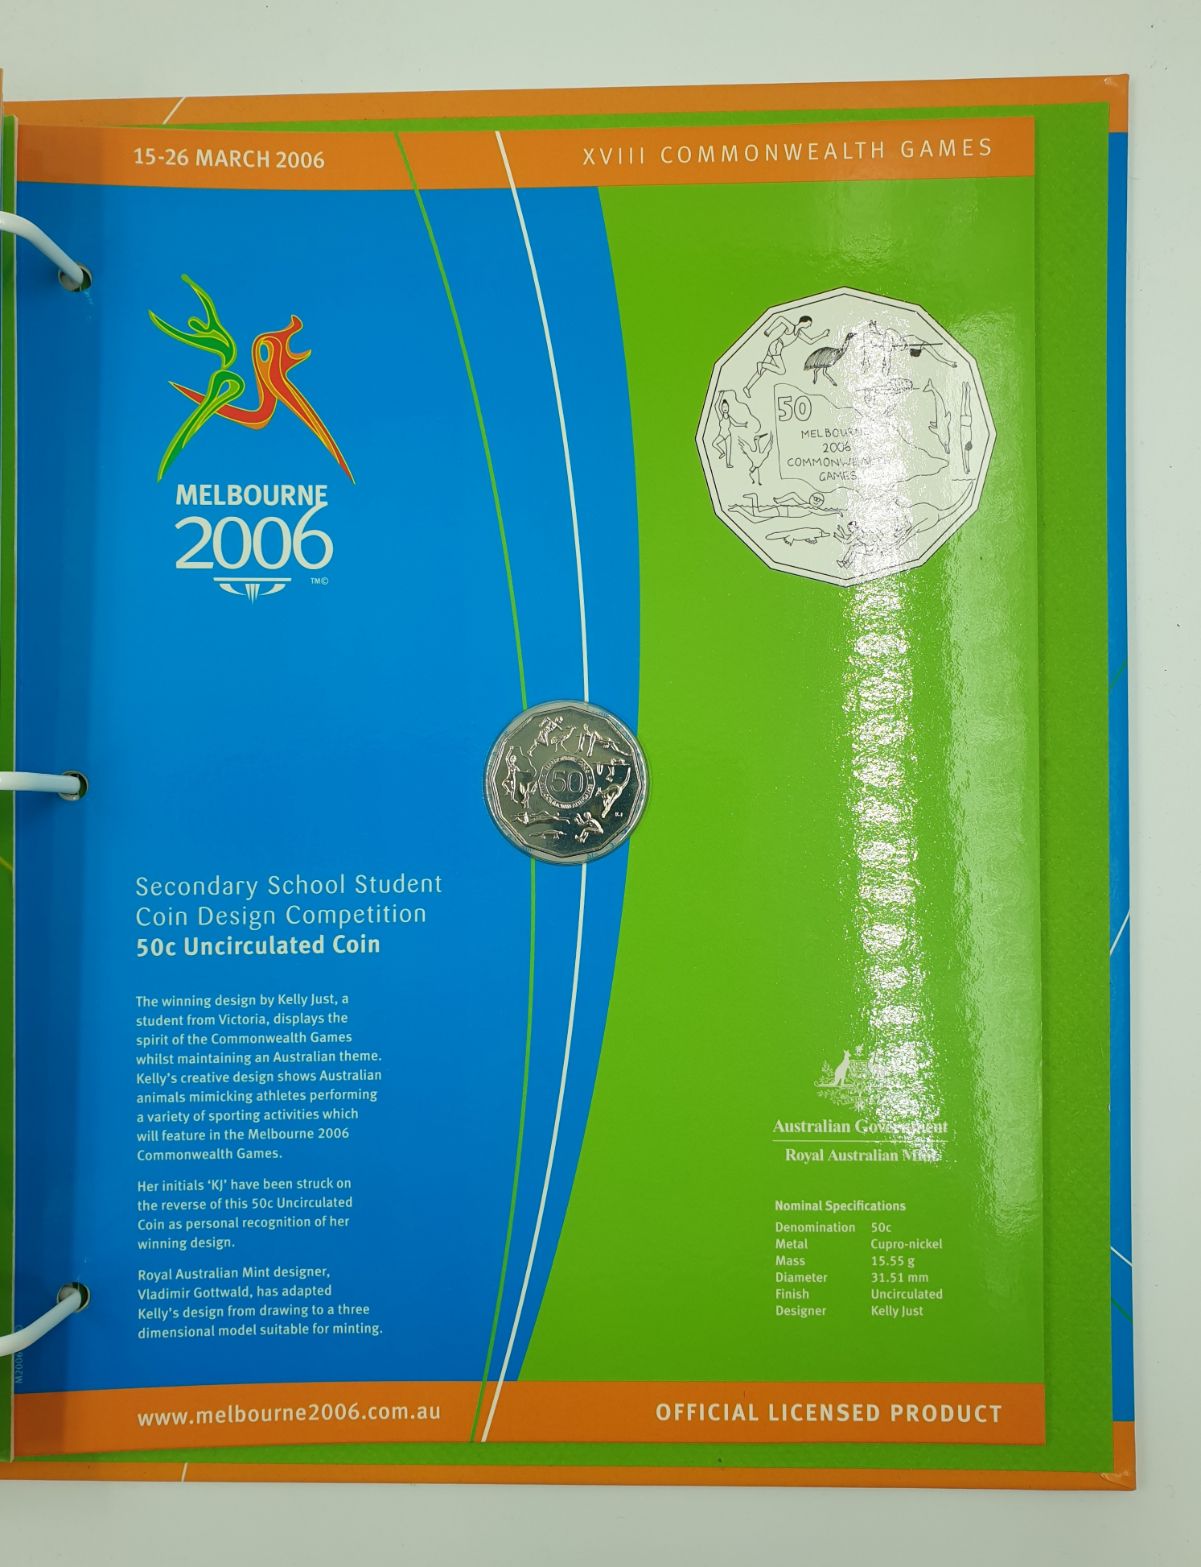 15-26 MARCH 2006
XVIII COMMONWEALTH GAMES
MELBOURNE
2006
TM©
50
MELBOURNE
2006
COMMONWEALTH
GAMES
50
KJ
Secondary School Student
Coin Design Competition
50c Uncirculated Coin
The winning design by Kelly Just, a
student from Victoria, displays the
spirit of the Commonwealth Games
whilst maintaining an Australian theme.
Kelly's creative design shows Australian
animals mimicking athletes performing
a variety of sporting activities which
will feature in the Melbourne 2006
Commonwealth Games.
Her initials 'KJ' have been struck on
the reverse of this 50c Uncirculated
Coin as personal recognition of her
winning design.
Royal Australian Mint designer,
Vladimir Gottwald, has adapted
Kelly's design from drawing to a three
dimensional model suitable for minting.
Australian Government
Royal Australian Mint
Nominal Specifications
Denomination 50c
Metal Cupro-nickel
Mass 15.55 g
Diameter 31.51 mm
Finish Uncirculated
Designer Kelly Just
www.melbourne2006.com.au
OFFICIAL LICENSED PRODUCT